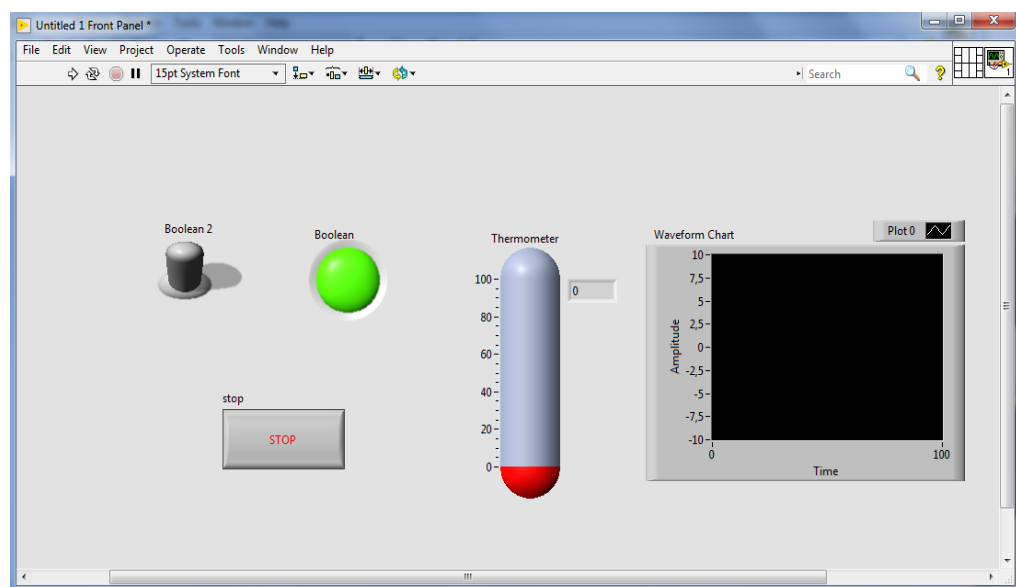 Untitled 1 Front Panel *
File Edit View Project Operate Tools Window Help
15pt System Font
Search
?
1
Boolean 2
Boolean
Thermometer
100
80
60
40
20
0
0
stop
STOP
Waveform Chart
Plot 0
10
7,5
5
2,5
0
-2,5
-5
-7,5
-10
Amplitude
0 100
Time